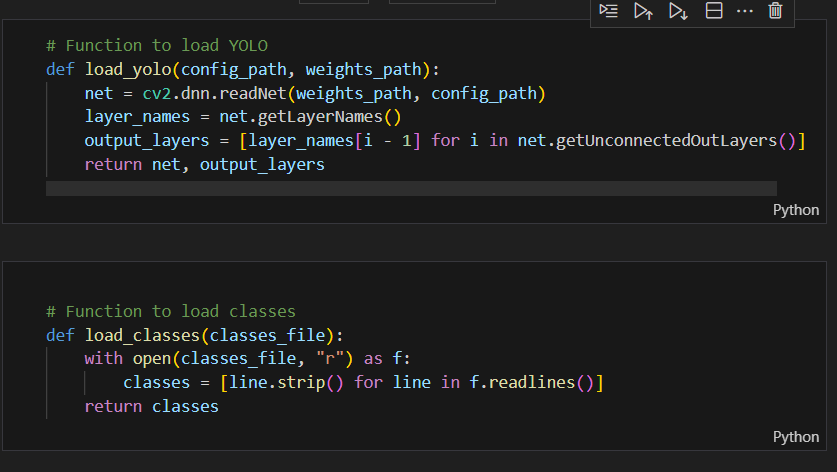 # Function to load YOLO
def load_yolo(config_path, weights_path):
    net = cv2.dnn.readNet(weights_path, config_path)
    layer_names = net.getLayerNames()
    output_layers = [layer_names[i - 1] for i in net.getUnconnectedOutLayers()]
    return net, output_layers
Python
# Function to load classes
def load_classes(classes_file):
    with open(classes_file, "r") as f:
        classes = [line.strip() for line in f.readlines()]
    return classes
Python